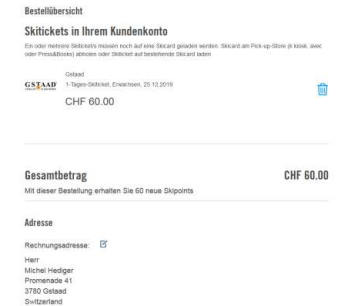 Bestellübersicht
Skitickets in Ihrem Kundenkonto
Ein oder mehrere Skiticket/s müssen noch auf eine Skicard geladen werden. Skicard am Pick-up-Store (k kiosk, avec
oder Press&Books) abholen oder Skiticket auf bestehende Skicard laden
Gstaad
GSTAAD
1-Tages-Skiticket, Erwachsen, 25.12.2019
CHF 60.00
Gesamtbetrag CHF 60.00
Mit dieser Bestellung erhalten Sie 60 neue Skipoints
Adresse
Rechnungsadresse:
Herr
Michel Hediger
Promenade 41
3780 Gstaad
Switzerland